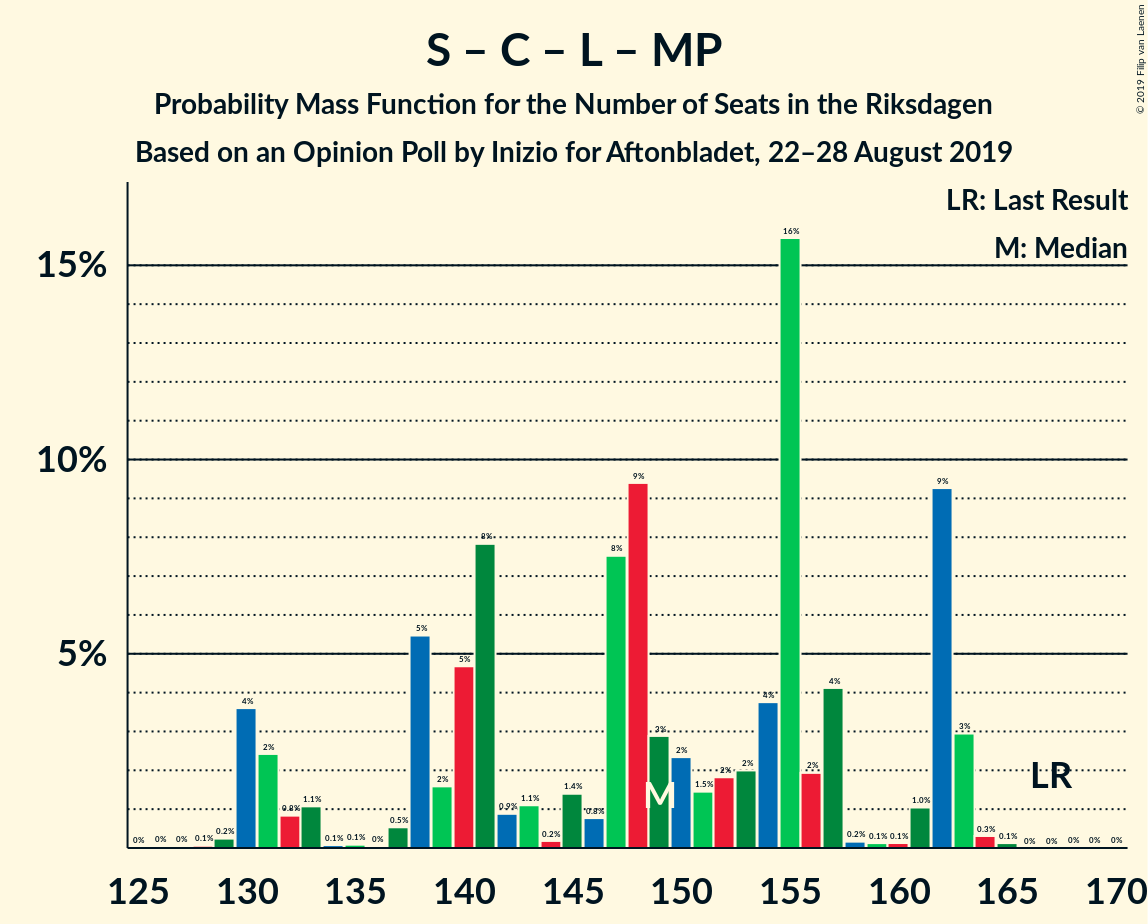 © 2019 Filip van Laenen
S – C – L – MP
Probability Mass Function for the Number of Seats in the Riksdagen
Based on an Opinion Poll by Inizio for Aftonbladet, 22–28 August 2019
LR: Last Result
M: Median
15%
10%
5%
0% 0% 0% 0.1% 0.2% 4% 2% 0.8% 1.1% 0.1% 0.1% 0% 0.5% 5% 2% 5% 8% 0.9% 1.1% 0.2% 1.4% 0.8% 8% 9% 3% 2% 1.5% 2% 2% 4% 16% 2% 4% 0.2% 0.1% 0.1% 1.0% 9% 3% 0.3% 0.1% 0% 0% 0% 0% 0%
M
LR
125 130 135 140 145 150 155 160 165 170